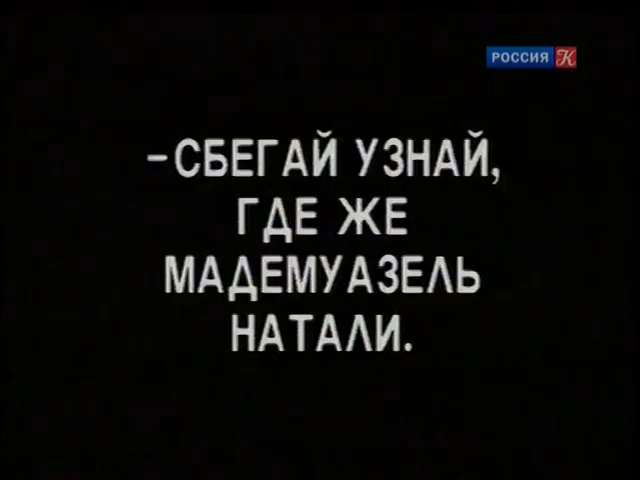 РОССИЯ К
–СБЕГАЙ УЗНАЙ,
ГДЕ ЖЕ
МАДЕМУАЗЕЛЬ
НАТАЛИ.